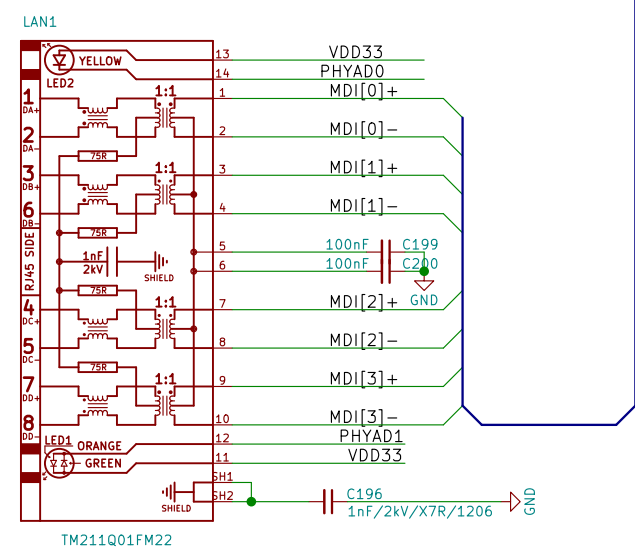 LAN1
13 VDD33
YELLOW
14 PHYAD0
LED2
1 1:1 1 MDI[0]+
DA+
2 2 MDI[0]-
DA-
75R
3 1:1 3 MDI[1]+
DB+
6 4 MDI[1]-
DB-
75R
RJ45 SIDE
5 100nF C199
1nF
2kV
SHIELD
6 100nF C200
75R
GND
4 1:1 7 MDI[2]+
DC+
5 8 MDI[2]-
DC-
75R
7 1:1 9 MDI[3]+
DD+
8 10 MDI[3]-
DD-
LED1 ORANGE 12 PHYAD1
GREEN 11 VDD33
SH1
SH2
SHIELD
C196
1nF/2kV/X7R/1206
GND
TM211Q01FM22